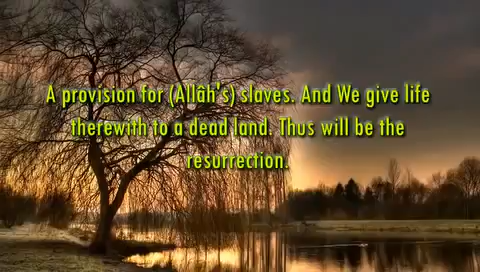 A provision for (Allâh's) slaves. And We give life
therewith to a dead land. Thus will be the
resurrection.